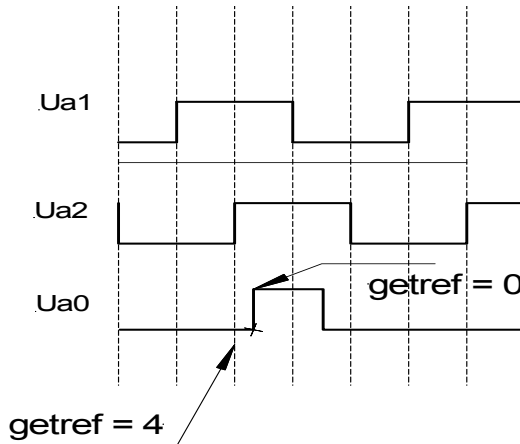 Ua1
Ua2
getref = 0
Ua0
getref = 4